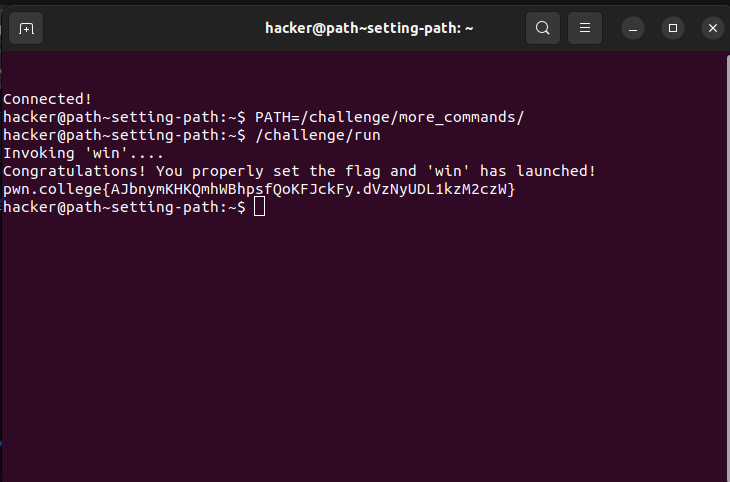 hacker@path~setting-path: ~
Connected!
hacker@path~setting-path:~$ PATH=/challenge/more_commands/
hacker@path~setting-path:~$ /challenge/run
Invoking 'win'....
Congratulations! You properly set the flag and 'win' has launched!
pwn.college{AJbnymKHKQmhWBhpsfQoKFJckFy.dVzNyUDL1kzM2czW}
hacker@path~setting-path:~$